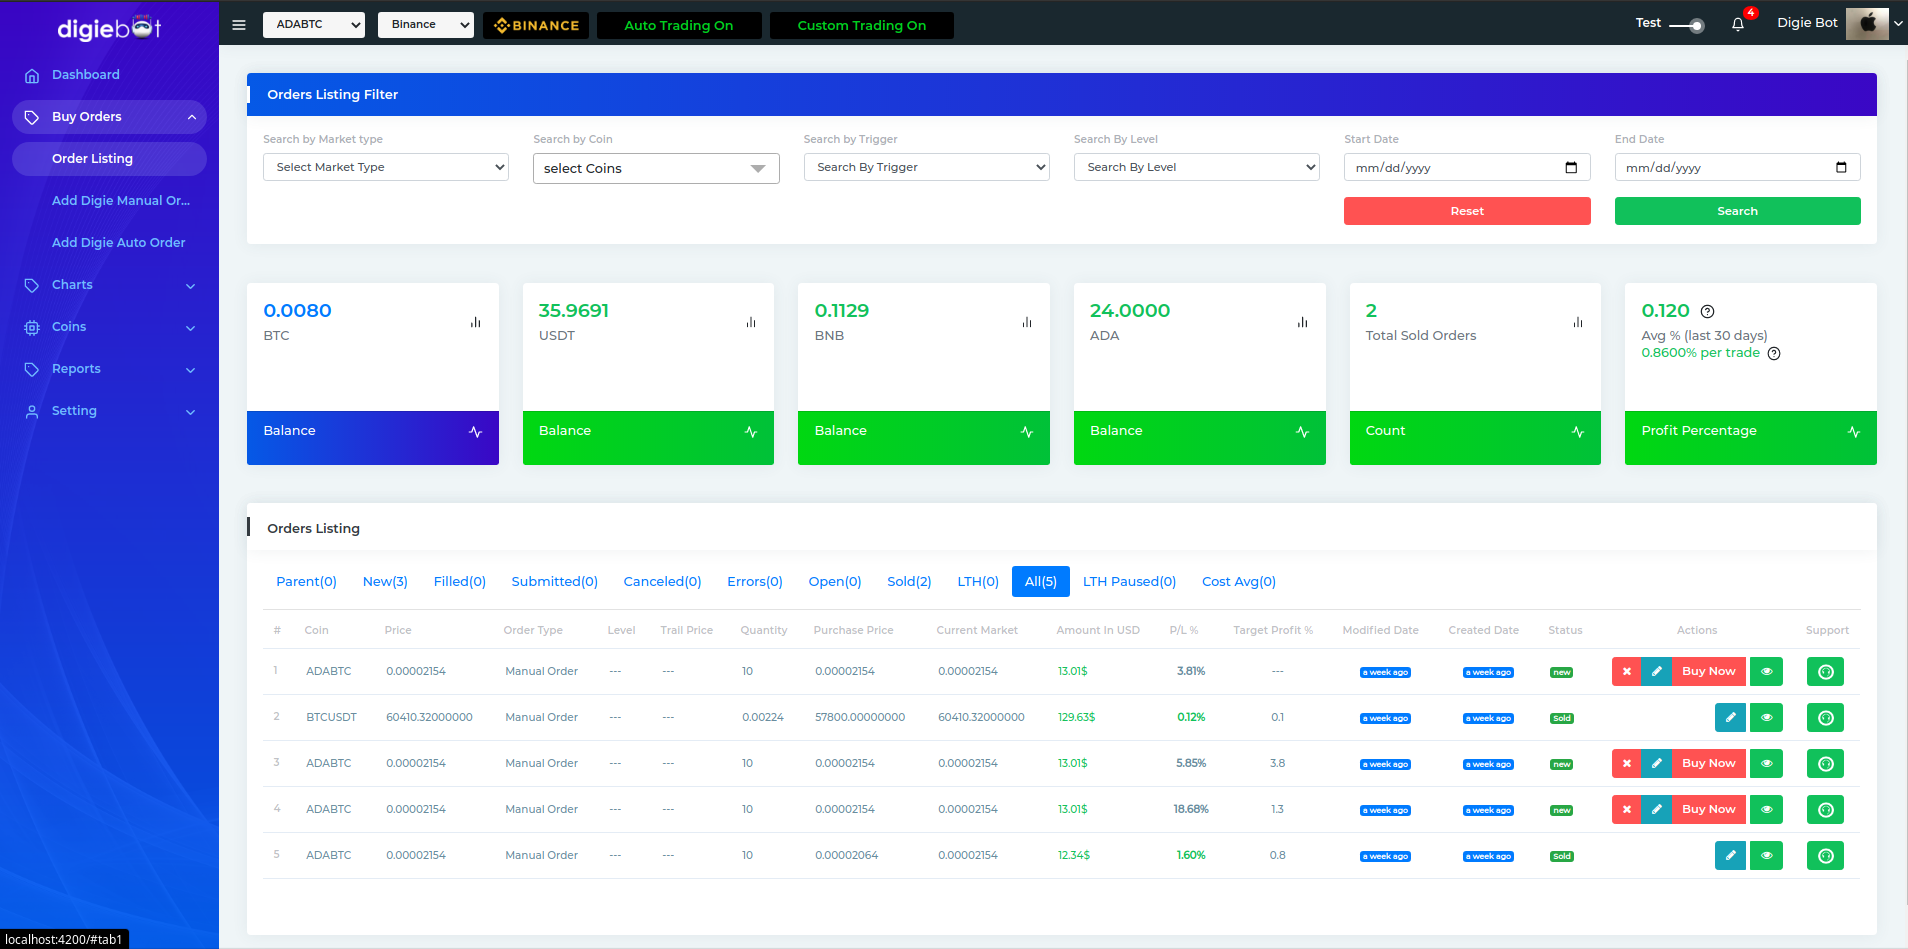 digiebot
ADABTC
Binance
BINANCE
Auto Trading On
Custom Trading On
Test
4
Digie Bot
Dashboard
Buy Orders
Order Listing
Add Digie Manual Or...
Add Digie Auto Order
Charts
Coins
Reports
Setting
Orders Listing Filter
Search by Market type
Search by Coin
Search by Trigger
Search By Level
Start Date
End Date
Select Market Type
select Coins
Search By Trigger
Search By Level
mm/dd/yyyy
mm/dd/yyyy
Reset
Search
0.0080
BTC
Balance
35.9691
USDT
Balance
0.1129
BNB
Balance
24.0000
ADA
Balance
2
Total Sold Orders
Count
0.120
Avg % (last 30 days)
0.8600% per trade
Profit Percentage
Orders Listing
Parent(0) New(3) Filled(0) Submitted(0) Canceled(0) Errors(0) Open(0) Sold(2) LTH(0) All(5) LTH Paused(0) Cost Avg(0)
# Coin Price Order Type Level Trail Price Quantity Purchase Price Current Market Amount In USD P/L % Target Profit % Modified Date Created Date Status Actions Support
1 ADABTC 0.00002154 Manual Order --- --- 10 0.00002154 0.00002154 13.01$ 3.81% --- a week ago a week ago new Buy Now
2 BTCUSDT 60410.32000000 Manual Order --- --- 0.00224 57800.00000000 60410.32000000 129.63$ 0.12% 0.1 a week ago a week ago Sold
3 ADABTC 0.00002154 Manual Order --- --- 10 0.00002154 0.00002154 13.01$ 5.85% 3.8 a week ago a week ago new Buy Now
4 ADABTC 0.00002154 Manual Order --- --- 10 0.00002154 0.00002154 13.01$ 18.68% 1.3 a week ago a week ago new Buy Now
5 ADABTC 0.00002154 Manual Order --- --- 10 0.00002064 0.00002154 12.34$ 1.60% 0.8 a week ago a week ago Sold
localhost:4200/#tab1